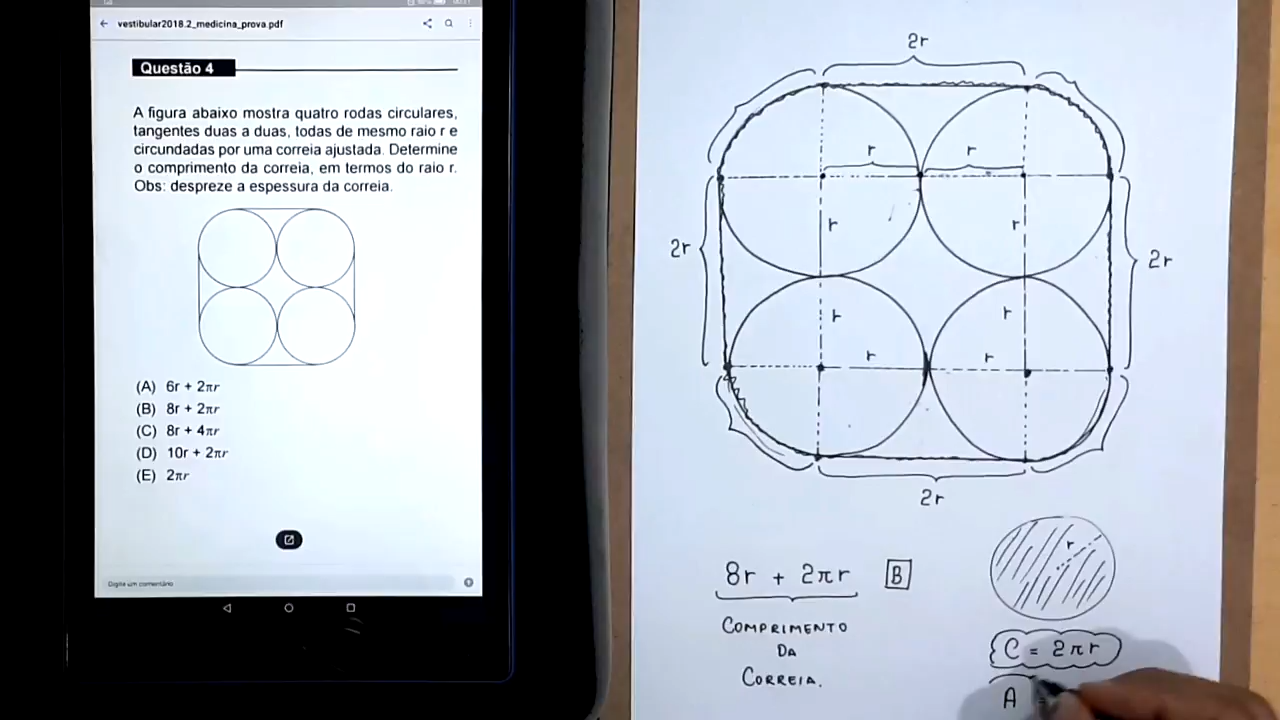 vestibular2018.2_medicina_prova.pdf
Questão 4
A figura abaixo mostra quatro rodas circulares,
tangentes duas a duas, todas de mesmo raio r e
circundadas por uma correia ajustada. Determine
o comprimento da correia, em termos do raio r.
Obs: despreze a espessura da correia.
(A) 6r + 2πr
(B) 8r + 2πr
(C) 8r + 4πr
(D) 10r + 2πr
(E) 2πr
Digite um comentário
2r
r r
r r
2r 2r
r r
r r
2r
r
8r + 2πr B
COMPRIMENTO
DA
CORREIA.
C = 2πr
A